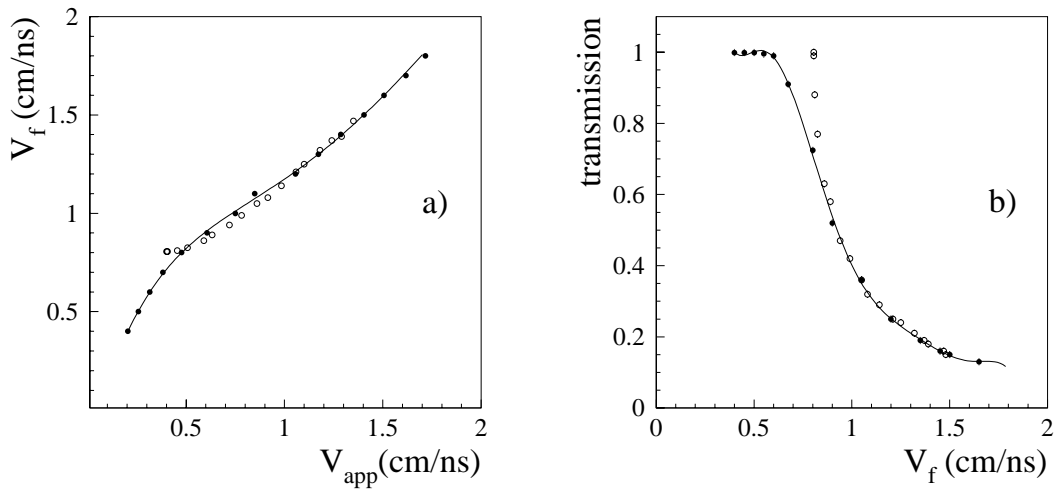 V_f (cm/ns)
2
1.5
1
0.5
0.5 1 1.5 2
V_app(cm/ns)
a)
transmission
1
0.8
0.6
0.4
0.2
0
0 0.5 1 1.5 2
V_f (cm/ns)
b)